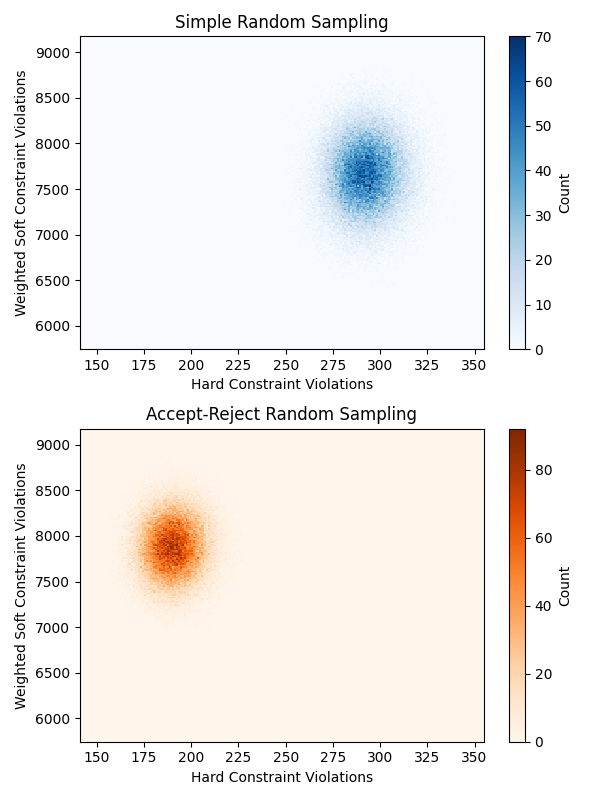 Simple Random Sampling
Weighted Soft Constraint Violations
9000
8500
8000
7500
7000
6500
6000
150 175 200 225 250 275 300 325 350
Hard Constraint Violations
70
60
50
40
30
20
10
0
Count
Accept-Reject Random Sampling
Weighted Soft Constraint Violations
9000
8500
8000
7500
7000
6500
6000
150 175 200 225 250 275 300 325 350
Hard Constraint Violations
80
60
40
20
0
Count